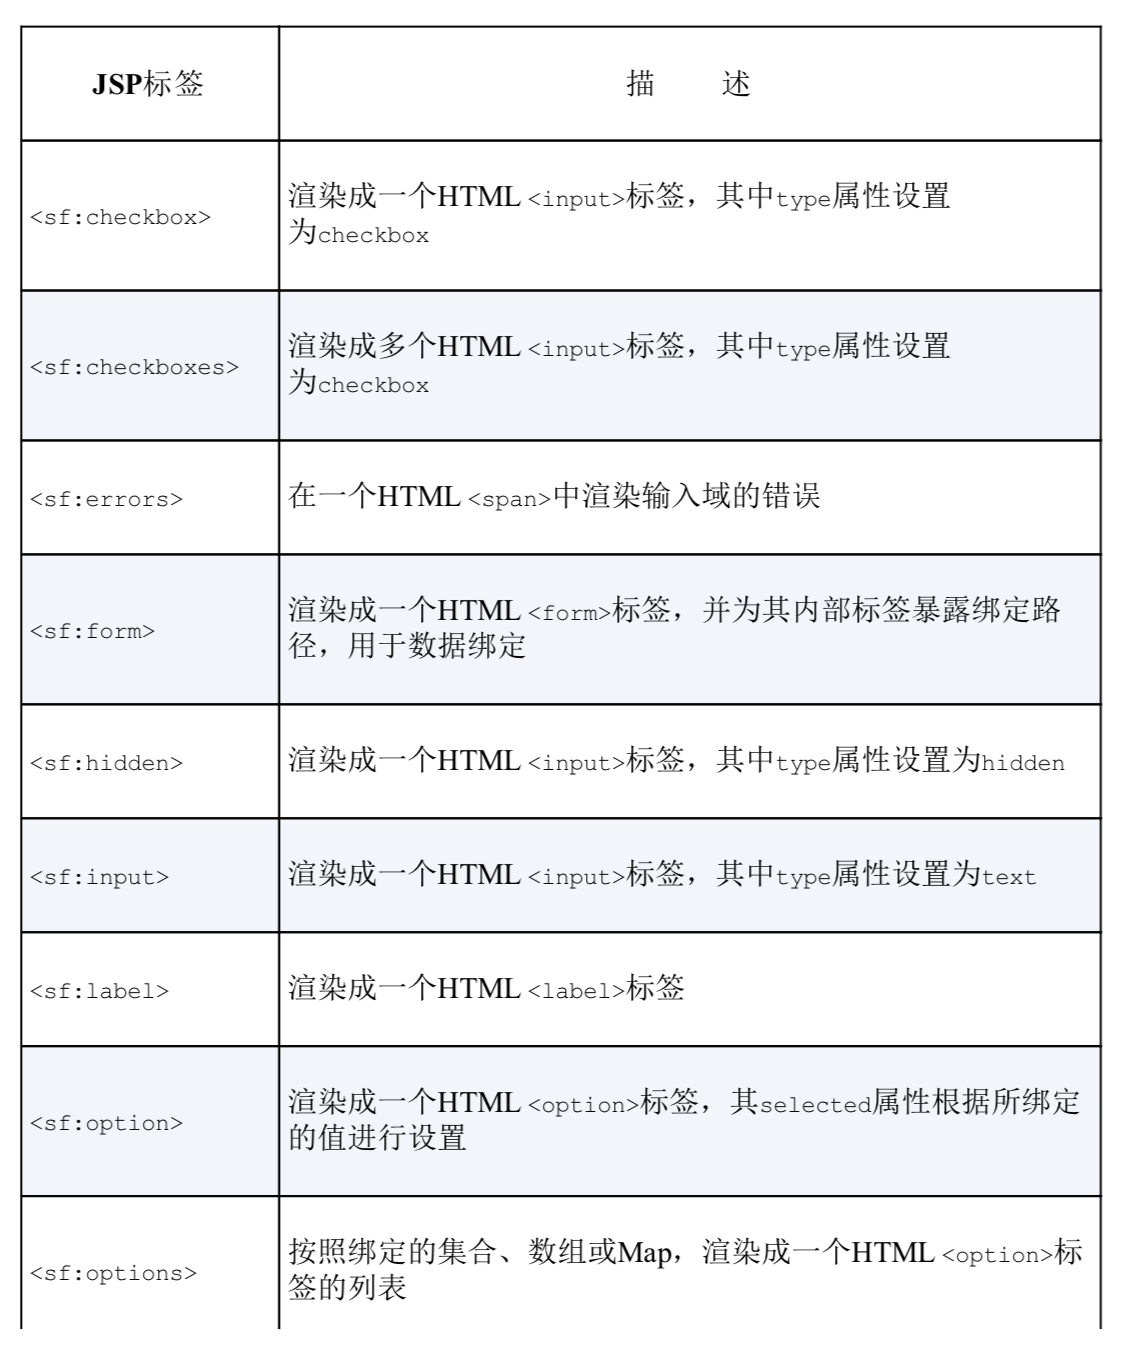 JSP标签
描 述
<sf:checkbox>
渲染成一个HTML <input>标签，其中type属性设置
为checkbox
<sf:checkboxes>
渲染成多个HTML <input>标签，其中type属性设置
为checkbox
<sf:errors>
在一个HTML <span>中渲染输入域的错误
<sf:form>
渲染成一个HTML <form>标签，并为其内部标签暴露绑定路
径，用于数据绑定
<sf:hidden>
渲染成一个HTML <input>标签，其中type属性设置为hidden
<sf:input>
渲染成一个HTML <input>标签，其中type属性设置为text
<sf:label>
渲染成一个HTML <label>标签
<sf:option>
渲染成一个HTML <option>标签，其selected属性根据所绑定
的值进行设置
<sf:options>
按照绑定的集合、数组或Map，渲染成一个HTML <option>标
签的列表